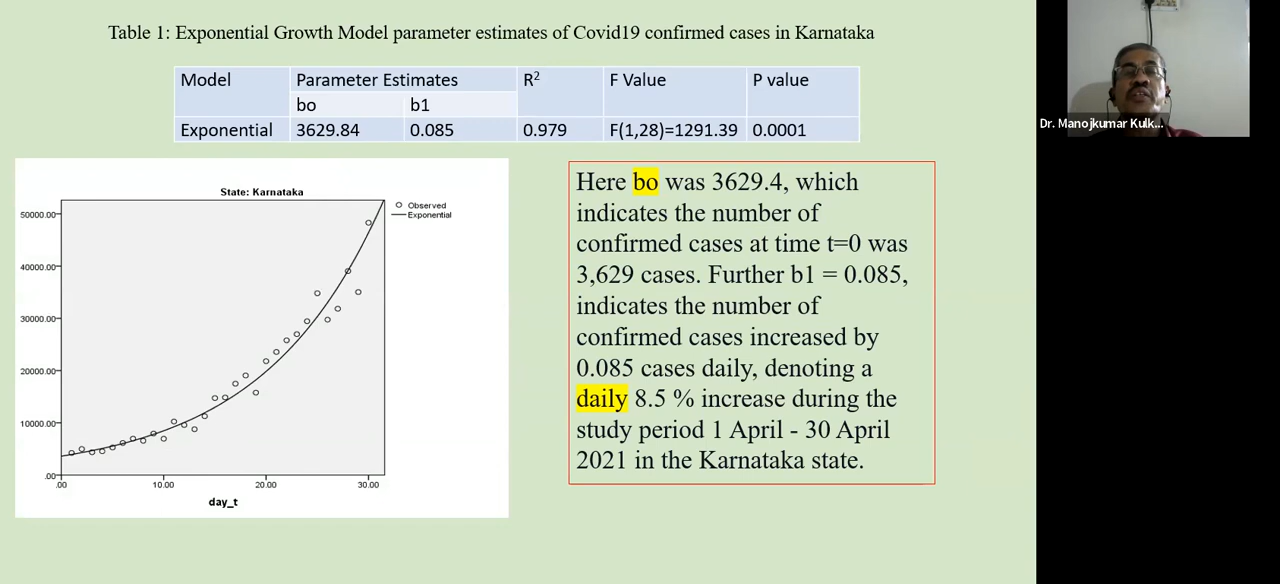 Table 1: Exponential Growth Model parameter estimates of Covid19 confirmed cases in Karnataka
Model Parameter Estimates R² F Value P value
bo b1
Exponential 3629.84 0.085 0.979 F(1,28)=1291.39 0.0001
State: Karnataka
Observed
Exponential
50000.00
40000.00
30000.00
20000.00
10000.00
.00
.00 10.00 20.00 30.00
day_t
Here bo was 3629.4, which
indicates the number of
confirmed cases at time t=0 was
3,629 cases. Further b1 = 0.085,
indicates the number of
confirmed cases increased by
0.085 cases daily, denoting a
daily 8.5 % increase during the
study period 1 April - 30 April
2021 in the Karnataka state.
Dr. Manojkumar Kulk...